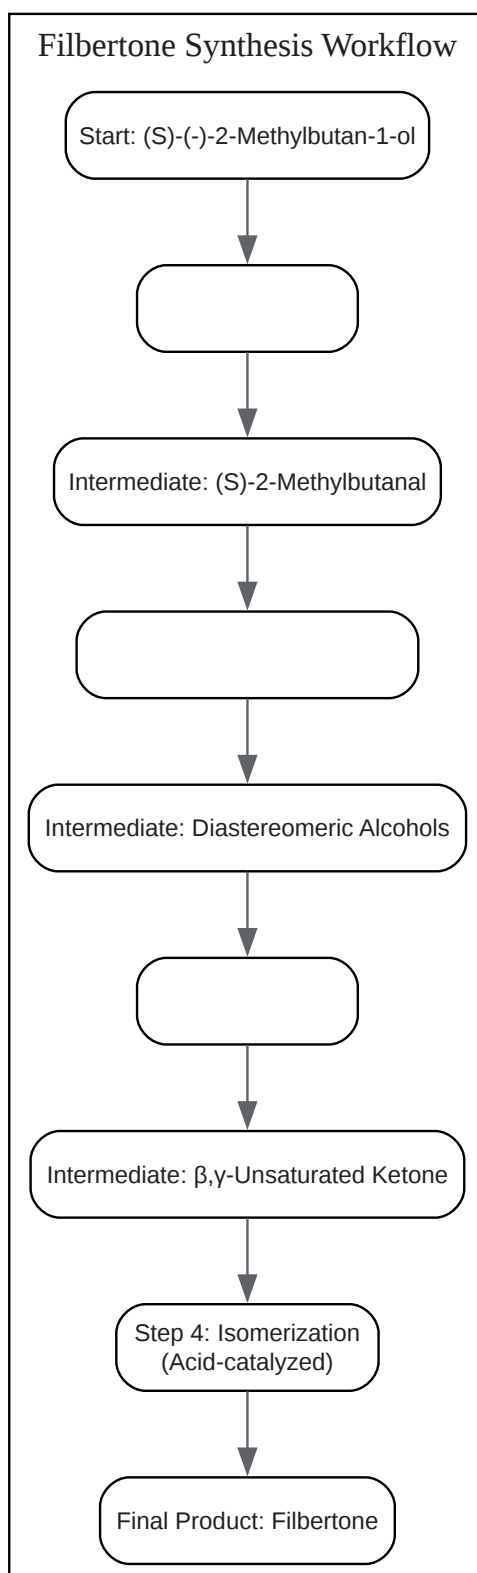 Filbertone Synthesis Workflow
Start: (S)-(-)-2-Methylbutan-1-ol
Intermediate: (S)-2-Methylbutanal
Intermediate: Diastereomeric Alcohols
Intermediate: β,γ-Unsaturated Ketone
Step 4: Isomerization
(Acid-catalyzed)
Final Product: Filbertone